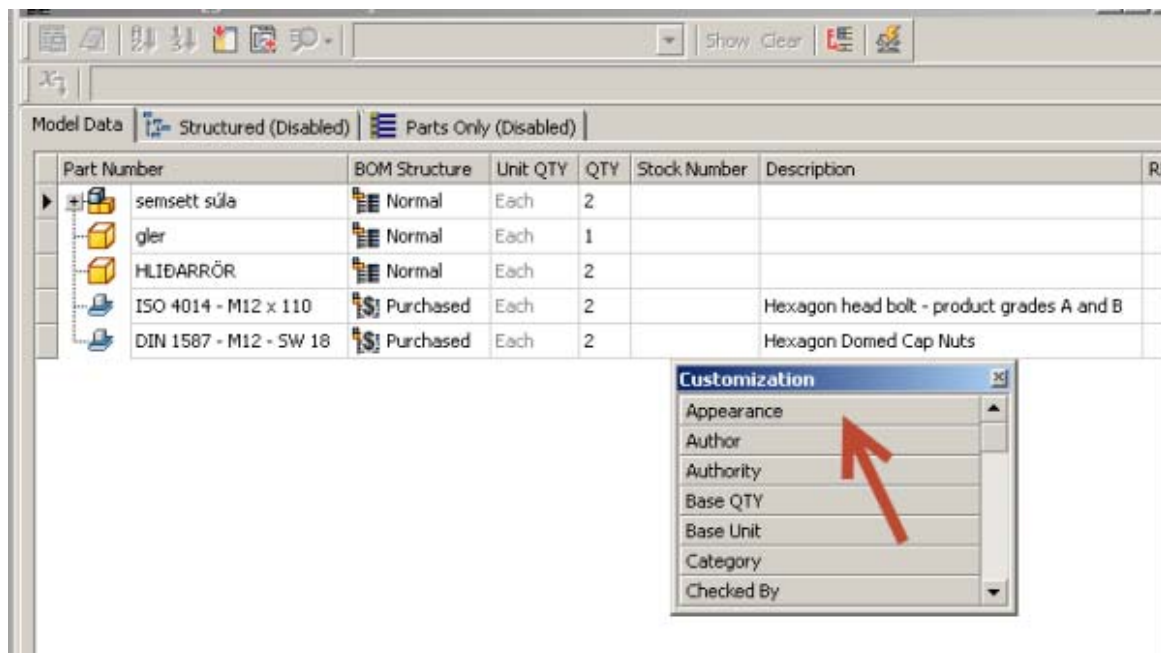 Show Clear
Model Data Structured (Disabled) Parts Only (Disabled)
Part Number BOM Structure Unit QTY QTY Stock Number Description
semsett súla Normal Each 2
gler Normal Each 1
HLIÐARRÖR Normal Each 2
ISO 4014 - M12 x 110 Purchased Each 2 Hexagon head bolt - product grades A and B
DIN 1587 - M12 - SW 18 Purchased Each 2 Hexagon Domed Cap Nuts
Customization
Appearance
Author
Authority
Base QTY
Base Unit
Category
Checked By